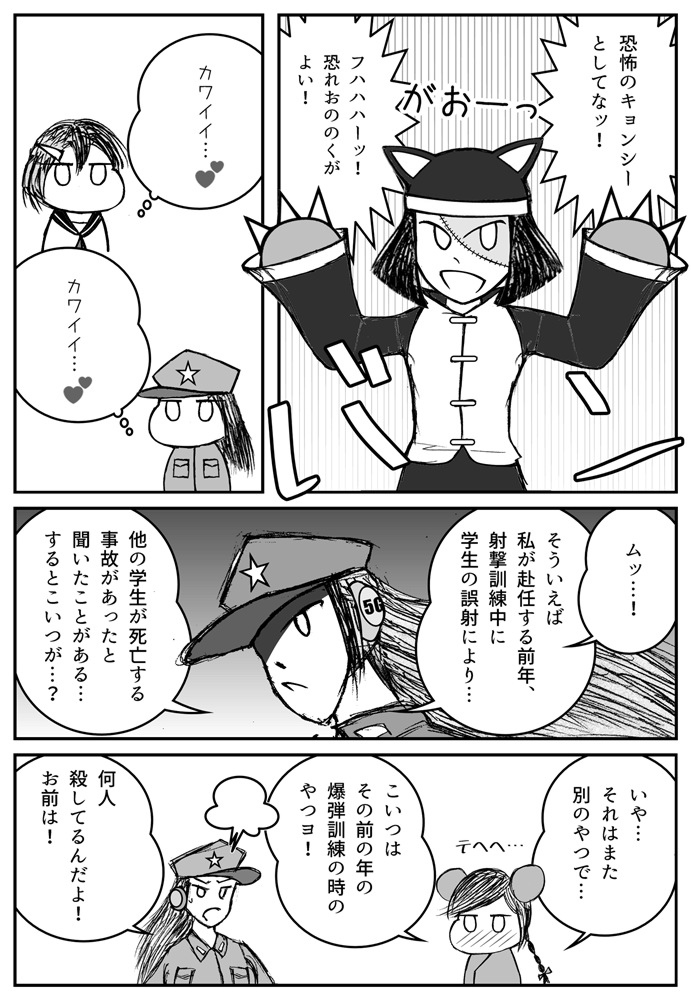 恐怖のキョンシー
としてなッ！
がおーっ
フハハハーッ！
恐れおののくが
よい！
カワイイ…
カワイイ…
ムッ…！
そういえば
私が赴任する前年、
射撃訓練中に
学生の誤射により…
56
他の学生が死亡する
事故があったと
聞いたことがある…
するとこいつが…？
いや…
それはまた
別のやつで…
テヘヘ…
こいつは
その前の年の
爆弾訓練の時の
やつヨ！
何人
殺してるんだよ！
お前は！